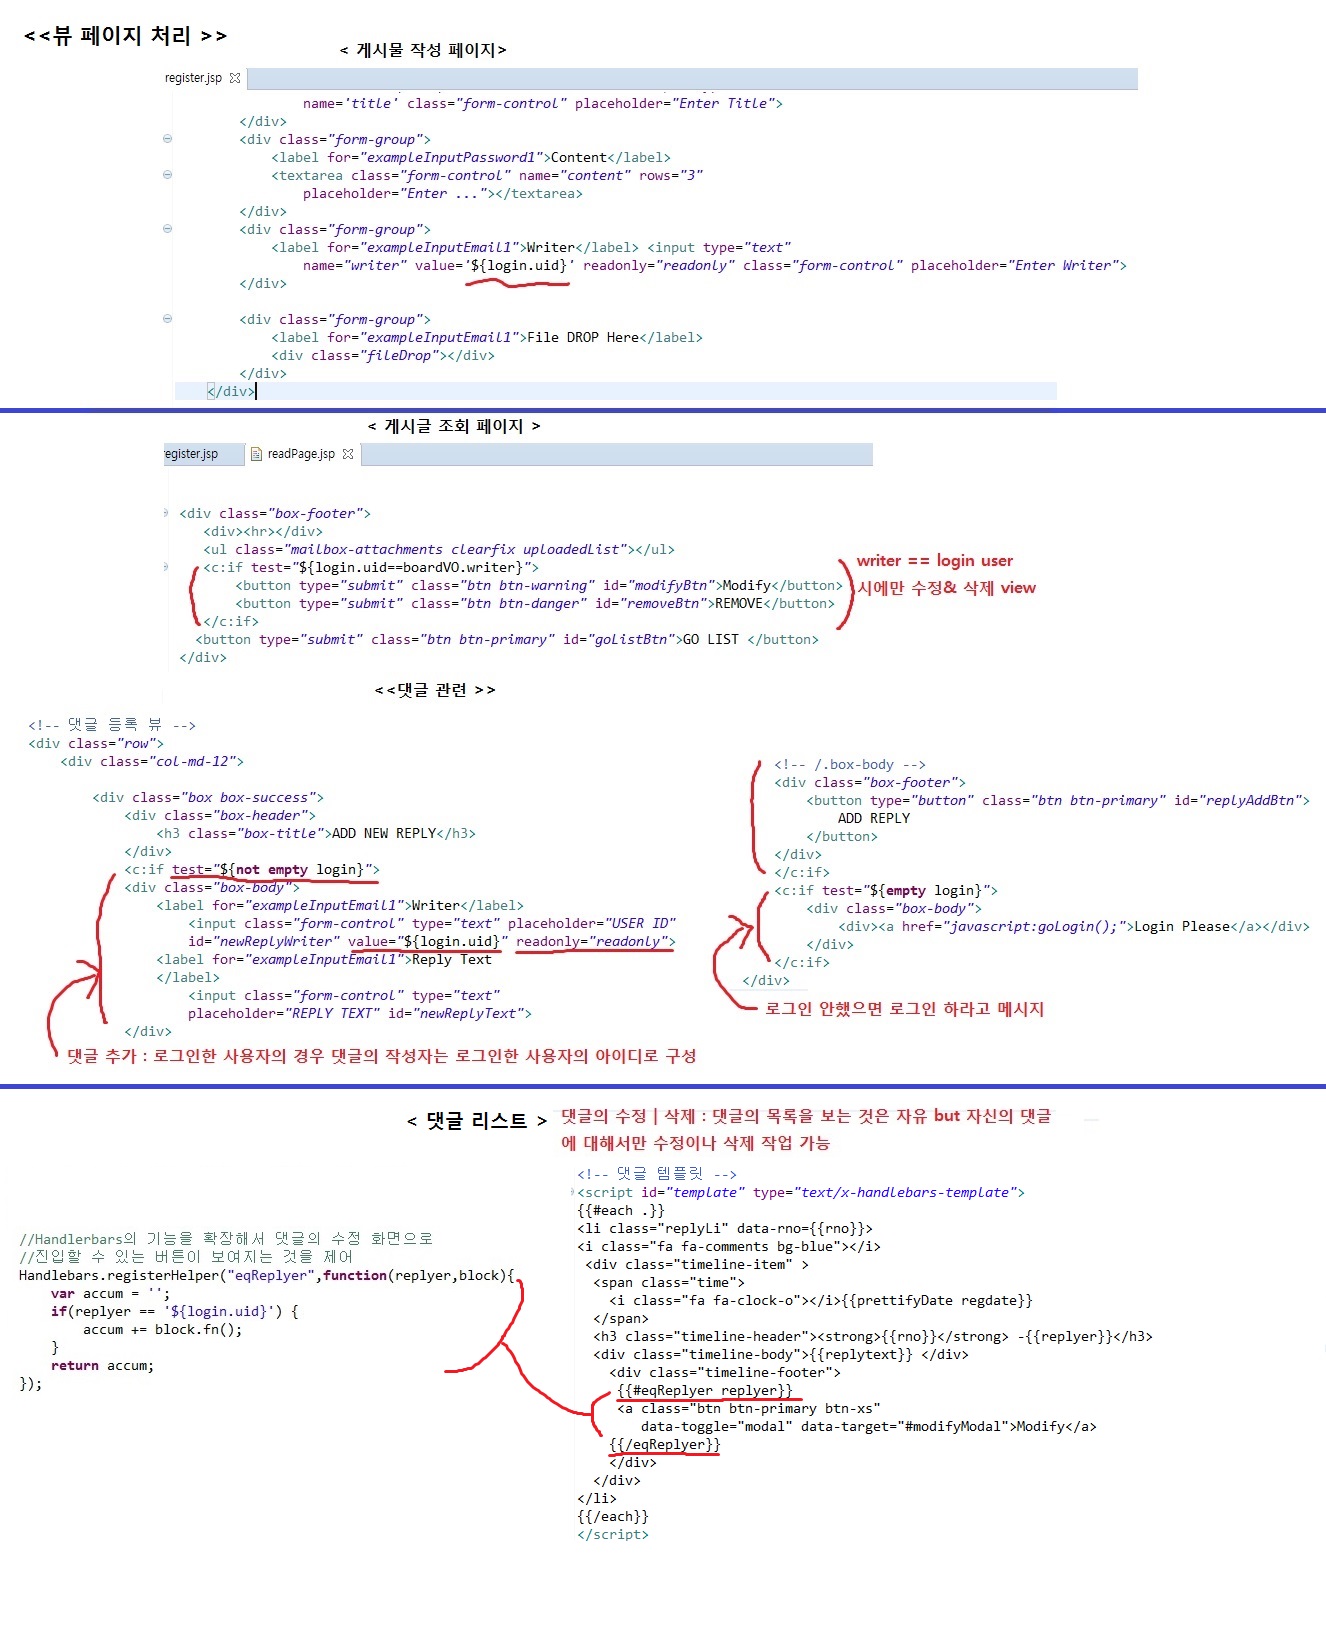 <<뷰 페이지 처리 >>
< 게시물 작성 페이지>
register.jsp
name='title' class="form-control" placeholder="Enter Title">
</div>
<div class="form-group">
<label for="exampleInputPassword1">Content</label>
<textarea class="form-control" name="content" rows="3"
placeholder="Enter ..."></textarea>
</div>
<div class="form-group">
<label for="exampleInputEmail1">Writer</label> <input type="text"
name="writer" value='${login.uid}' readonly="readonly" class="form-control" placeholder="Enter Writer">
</div>
<div class="form-group">
<label for="exampleInputEmail1">File DROP Here</label>
<div class="fileDrop"></div>
</div>
</div>
< 게시글 조회 페이지 >
register.jsp readPage.jsp
<div class="box-footer">
<div><hr></div>
<ul class="mailbox-attachments clearfix uploadedList"></ul>
<c:if test="${login.uid==boardVO.writer}">
<button type="submit" class="btn btn-warning" id="modifyBtn">Modify</button>
<button type="submit" class="btn btn-danger" id="removeBtn">REMOVE</button>
</c:if>
<button type="submit" class="btn btn-primary" id="goListBtn">GO LIST </button>
</div>
writer == login user
시에만 수정& 삭제 view
<<댓글 관련 >>
<!-- 댓글 등록 뷰 -->
<div class="row">
<div class="col-md-12">
<div class="box box-success">
<div class="box-header">
<h3 class="box-title">ADD NEW REPLY</h3>
</div>
<c:if test="${not empty login}">
<div class="box-body">
<label for="exampleInputEmail1">Writer</label>
<input class="form-control" type="text" placeholder="USER ID"
id="newReplyWriter" value="${login.uid}" readonly="readonly">
<label for="exampleInputEmail1">Reply Text
</label>
<input class="form-control" type="text"
placeholder="REPLY TEXT" id="newReplyText">
</div>
댓글 추가 : 로그인한 사용자의 경우 댓글의 작성자는 로그인한 사용자의 아이디로 구성
<!-- /.box-body -->
<div class="box-footer">
<button type="button" class="btn btn-primary" id="replyAddBtn">
ADD REPLY
</button>
</div>
</c:if>
<c:if test="${empty login}">
<div class="box-body">
<div><a href="javascript:goLogin();">Login Please</a></div>
</div>
</c:if>
</div>
로그인 안했으면 로그인 하라고 메시지
< 댓글 리스트 >
댓글의 수정 | 삭제 : 댓글의 목록을 보는 것은 자유 but 자신의 댓글
에 대해서만 수정이나 삭제 작업 가능
//Handlerbars의 기능을 확장해서 댓글의 수정 화면으로
//진입할 수 있는 버튼이 보여지는 것을 제어
Handlebars.registerHelper("eqReplyer",function(replyer,block){
var accum = '';
if(replyer == '${login.uid}') {
accum += block.fn();
}
return accum;
});
<!-- 댓글 템플릿 -->
<script id="template" type="text/x-handlebars-template">
{{#each .}}
<li class="replyLi" data-rno={{rno}}>
<i class="fa fa-comments bg-blue"></i>
<div class="timeline-item" >
<span class="time">
<i class="fa fa-clock-o"></i>{{prettifyDate regdate}}
</span>
<h3 class="timeline-header"><strong>{{rno}}</strong> -{{replyer}}</h3>
<div class="timeline-body">{{replytext}} </div>
<div class="timeline-footer">
{{#eqReplyer replyer}}
<a class="btn btn-primary btn-xs"
data-toggle="modal" data-target="#modifyModal">Modify</a>
{{/eqReplyer}}
</div>
</div>
</li>
{{/each}}
</script>